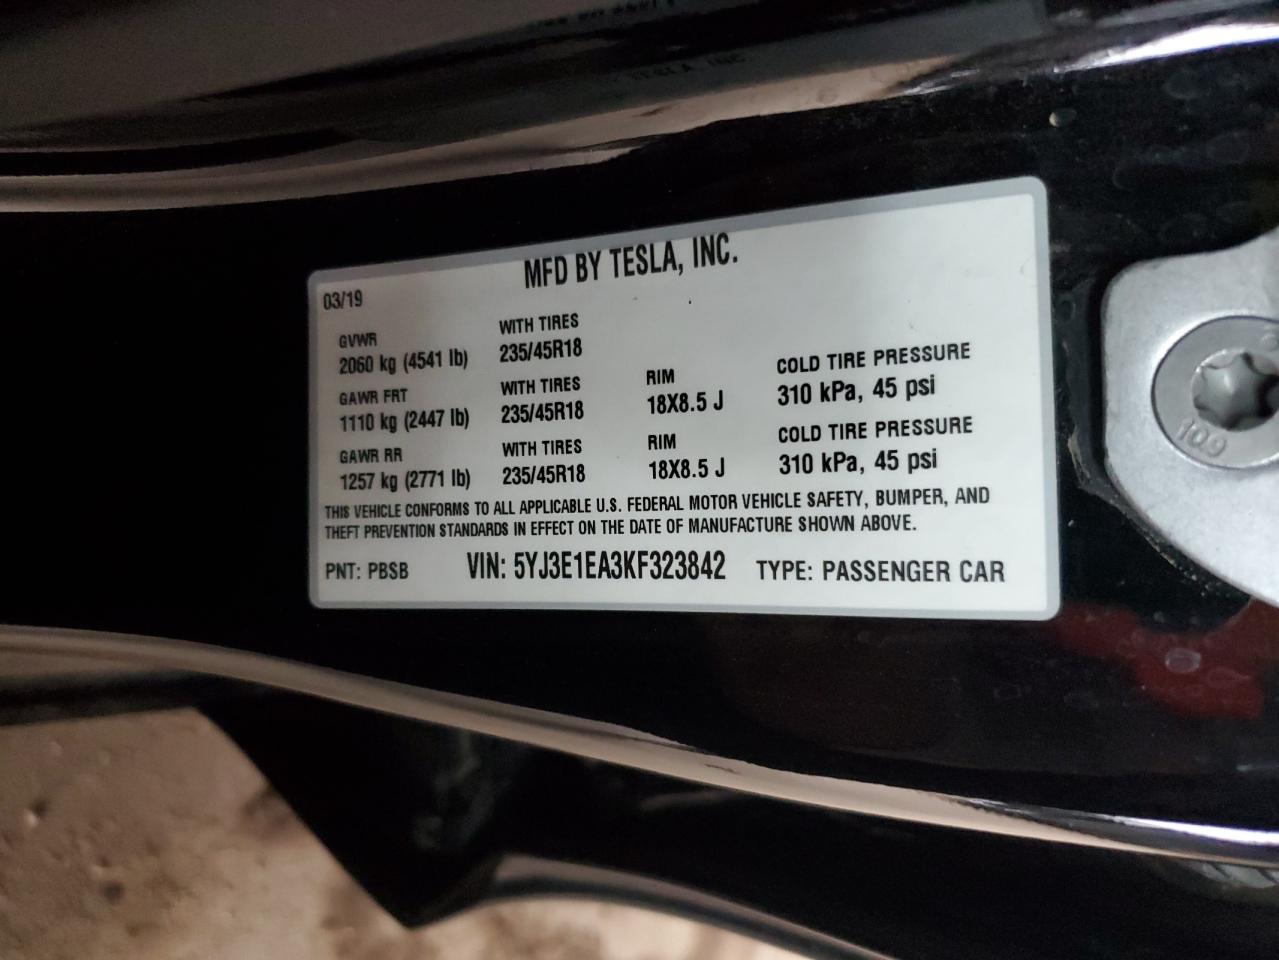 MFD BY TESLA, INC.
03/19
GVWR WITH TIRES
2060 kg (4541 lb) 235/45R18
GAWR FRT WITH TIRES RIM COLD TIRE PRESSURE
1110 kg (2447 lb) 235/45R18 18X8.5 J 310 kPa, 45 psi
GAWR RR WITH TIRES RIM COLD TIRE PRESSURE
1257 kg (2771 lb) 235/45R18 18X8.5 J 310 kPa, 45 psi
THIS VEHICLE CONFORMS TO ALL APPLICABLE U.S. FEDERAL MOTOR VEHICLE SAFETY, BUMPER, AND
THEFT PREVENTION STANDARDS IN EFFECT ON THE DATE OF MANUFACTURE SHOWN ABOVE.
PNT: PBSB VIN: 5YJ3E1EA3KF323842 TYPE: PASSENGER CAR
109